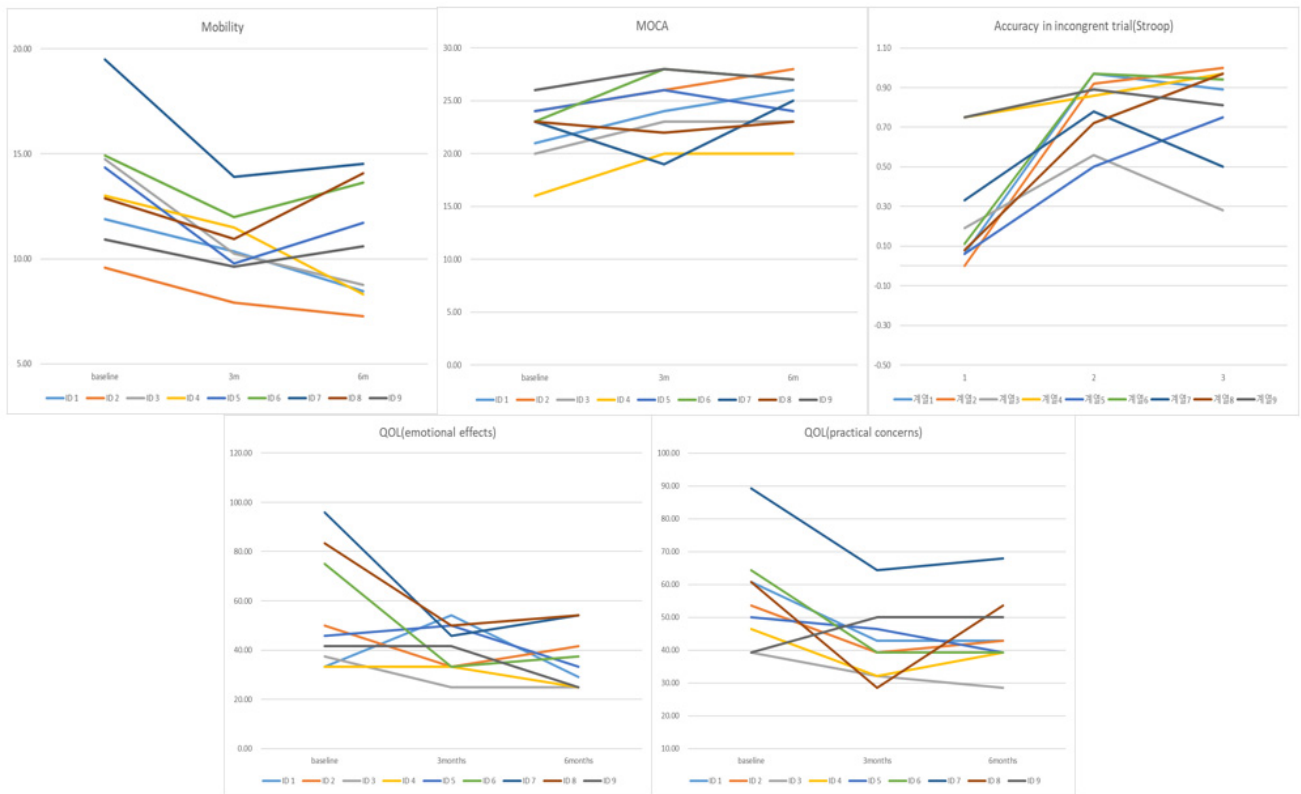 Mobility
20.00
15.00
10.00
5.00
baseline 3m 6m
ID 1 ID 2 ID 3 ID 4 ID 5 ID 6 ID 7 ID 8 ID 9
MOCA
30.00
25.00
20.00
15.00
10.00
5.00
0.00
baseline 3m 6m
ID 1 ID 2 ID 3 ID 4 ID 5 ID 6 ID 7 ID 8 ID 9
Accuracy in incongrent trial(Stroop)
1.10
0.90
0.70
0.50
0.30
0.10
-0.10
-0.30
-0.50
1 2 3
계열1 계열2 계열3 계열4 계열5 계열6 계열7 계열8 계열9
QOL(emotional effects)
120.00
100.00
80.00
60.00
40.00
20.00
0.00
baseline 3months 6months
ID 1 ID 2 ID 3 ID 4 ID 5 ID 6 ID 7 ID 8 ID 9
QOL(practical concerns)
100.00
90.00
80.00
70.00
60.00
50.00
40.00
30.00
20.00
10.00
baseline 3months 6months
ID 1 ID 2 ID 3 ID 4 ID 5 ID 6 ID 7 ID 8 ID 9